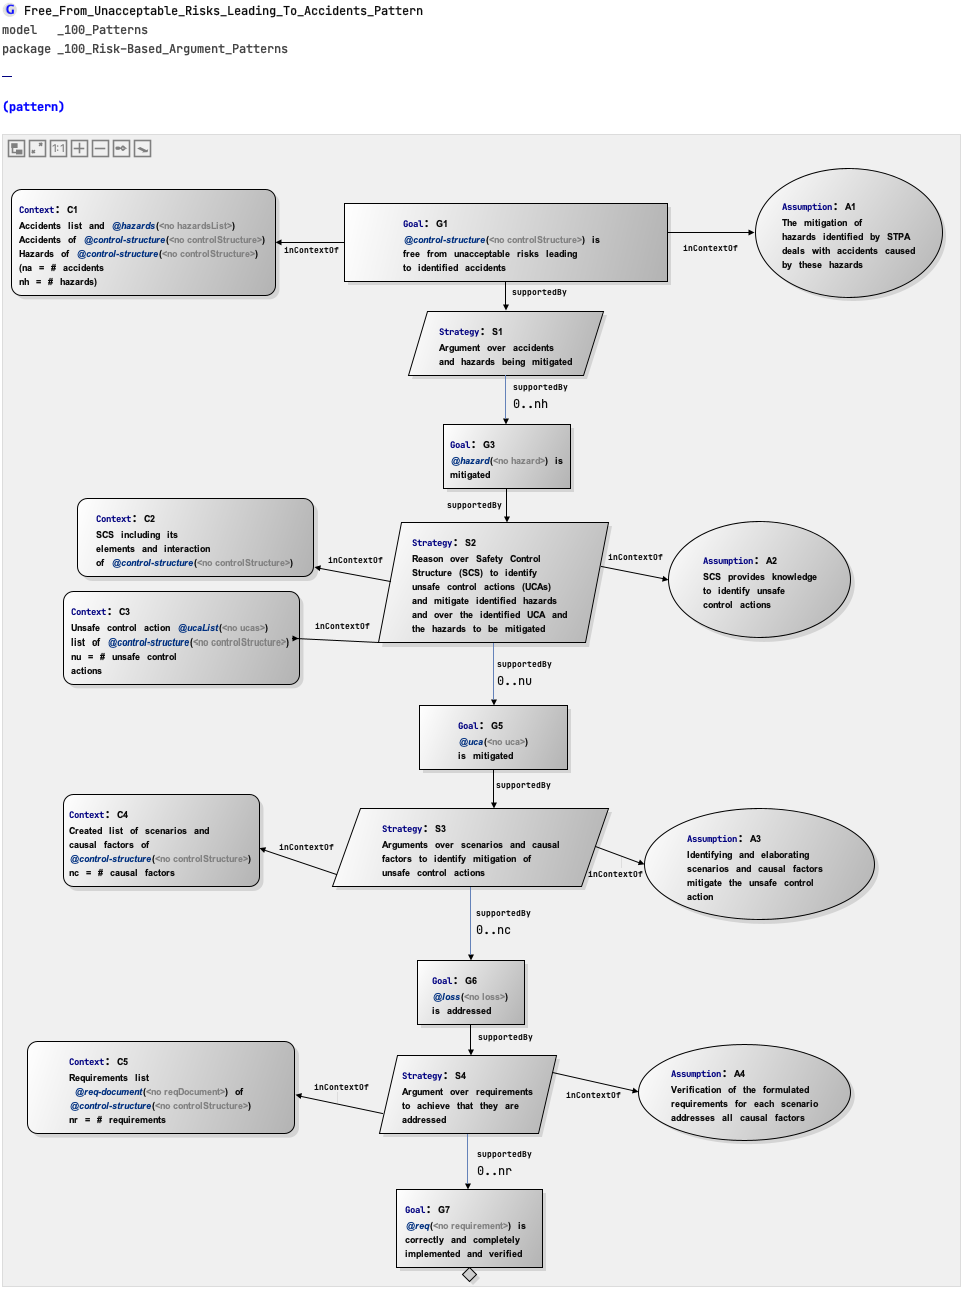 G Free_From_Unacceptable_Risks_Leading_To_Accidents_Pattern
model _100_Patterns
package _100_Risk-Based_Argument_Patterns
(pattern)
1:1
Context: C1
Accidents list and @hazards(<no hazardsList>)
Accidents of @control-structure(<no controlStructure>)
Hazards of @control-structure(<no controlStructure>)
(na = # accidents
nh = # hazards)
inContextOf
Goal: G1
@control-structure(<no controlStructure>) is
free from unacceptable risks leading
to identified accidents
inContextOf
Assumption: A1
The mitigation of
hazards identified by STPA
deals with accidents caused
by these hazards
supportedBy
Strategy: S1
Argument over accidents
and hazards being mitigated
supportedBy
0..nh
Goal: G3
@hazard(<no hazard>) is
mitigated
supportedBy
Context: C2
SCS including its
elements and interaction
of @control-structure(<no controlStructure>)
inContextOf
Strategy: S2
Reason over Safety Control
Structure (SCS) to identify
unsafe control actions (UCAs)
and mitigate identified hazards
and over the identified UCA and
the hazards to be mitigated
inContextOf
Assumption: A2
SCS provides knowledge
to identify unsafe
control actions
Context: C3
Unsafe control action @ucaList(<no ucas>)
list of @control-structure(<no controlStructure>)
nu = # unsafe control
actions
inContextOf
supportedBy
0..nu
Goal: G5
@uca(<no uca>)
is mitigated
supportedBy
Context: C4
Created list of scenarios and
causal factors of
@control-structure(<no controlStructure>)
nc = # causal factors
inContextOf
Strategy: S3
Arguments over scenarios and causal
factors to identify mitigation of
unsafe control actions
inContextOf
Assumption: A3
Identifying and elaborating
scenarios and causal factors
mitigate the unsafe control
action
supportedBy
0..nc
Goal: G6
@loss(<no loss>)
is addressed
supportedBy
Context: C5
Requirements list
@req-document(<no reqDocument>) of
@control-structure(<no controlStructure>)
nr = # requirements
inContextOf
Strategy: S4
Argument over requirements
to achieve that they are
addressed
inContextOf
Assumption: A4
Verification of the formulated
requirements for each scenario
addresses all causal factors
supportedBy
0..nr
Goal: G7
@req(<no requirement>) is
correctly and completely
implemented and verified